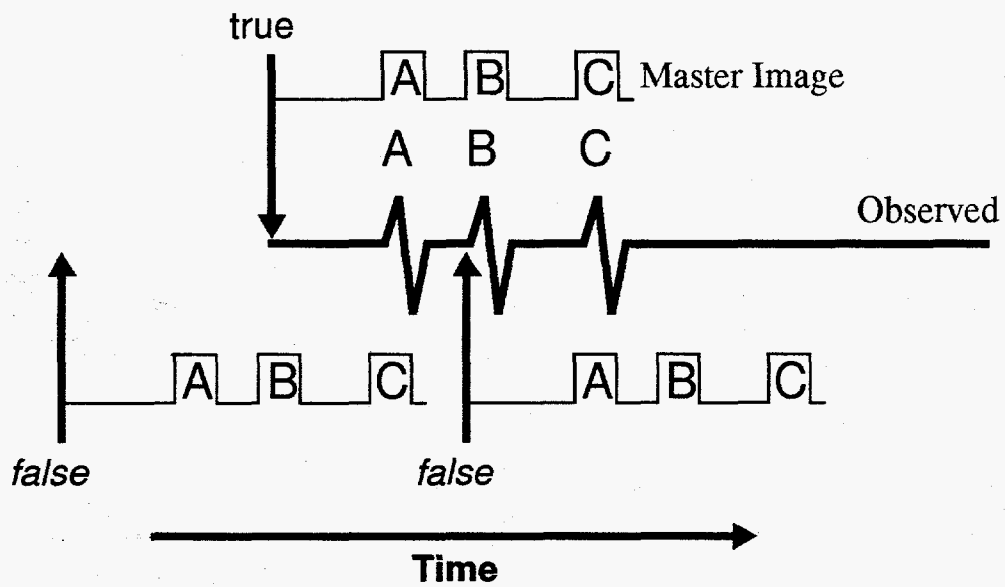 true
A B C Master Image
A B C
Observed
A B C A B C
false false
Time